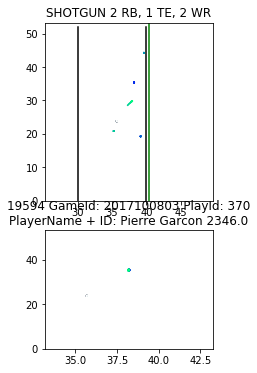 SHOTGUN 2 RB, 1 TE, 2 WR
50
40
30
20
10
0
30 35 40 45
19594 GameId: 2017100803 PlayId: 370
PlayerName + ID: Pierre Garcon 2346.0
40
20
0
35.0 37.5 40.0 42.5